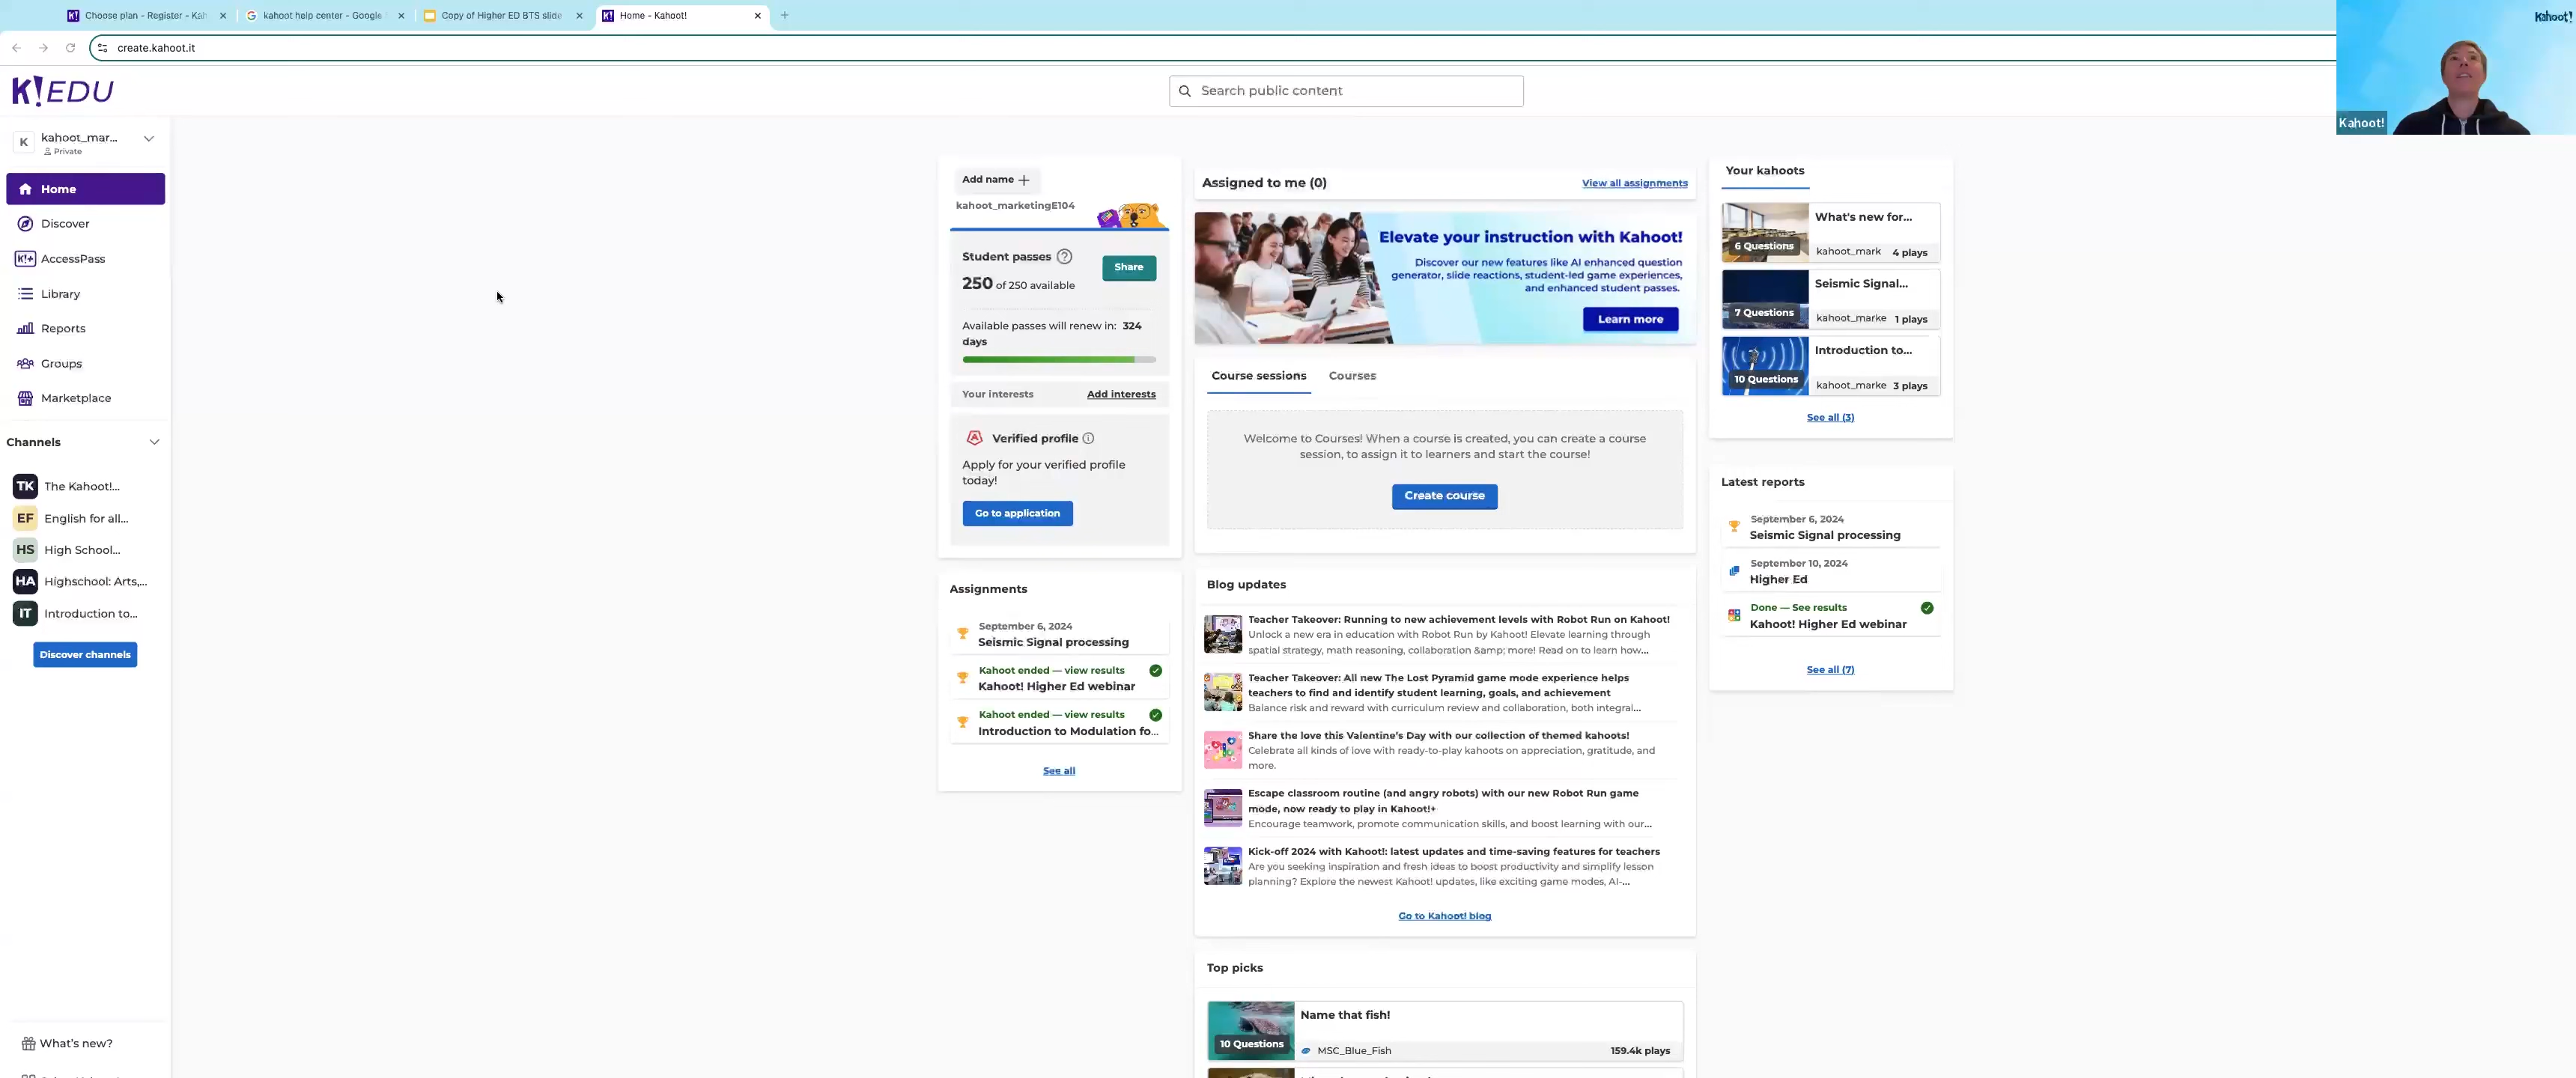 Choose plan - Register - Kah
kahoot help center - Google
Copy of Higher ED BTS slide
Home - Kahoot!
create.kahoot.it
Kahoot!
Kahoot!
K!EDU
Search public content
K
kahoot_mar...
Private
Home
Discover
K!+
AccessPass
Library
Reports
Groups
Marketplace
Channels
TK
The Kahoot!...
EF
English for all...
HS
High School...
HA
Highschool: Arts,...
IT
Introduction to...
Discover channels
What's new?
Add name
kahoot_marketingE104
Student passes
Share
250 of 250 available
Available passes will renew in: 324
days
Your interests
Add interests
Verified profile
Apply for your verified profile
today!
Go to application
Assignments
September 6, 2024
Seismic Signal processing
Kahoot ended — view results
Kahoot! Higher Ed webinar
Kahoot ended — view results
Introduction to Modulation fo...
See all
Assigned to me (0)
View all assignments
Elevate your instruction with Kahoot!
Discover our new features like AI enhanced question
generator, slide reactions, student-led game experiences,
and enhanced student passes.
Learn more
Course sessions
Courses
Welcome to Courses! When a course is created, you can create a course
session, to assign it to learners and start the course!
Create course
Blog updates
Teacher Takeover: Running to new achievement levels with Robot Run on Kahoot!
Unlock a new era in education with Robot Run by Kahoot! Elevate learning through
spatial strategy, math reasoning, collaboration &amp; more! Read on to learn how...
Teacher Takeover: All new The Lost Pyramid game mode experience helps
teachers to find and identify student learning, goals, and achievement
Balance risk and reward with curriculum review and collaboration, both integral...
Share the love this Valentine's Day with our collection of themed kahoots!
Celebrate all kinds of love with ready-to-play kahoots on appreciation, gratitude, and
more.
Escape classroom routine (and angry robots) with our new Robot Run game
mode, now ready to play in Kahoot!+
Encourage teamwork, promote communication skills, and boost learning with our...
Kick-off 2024 with Kahoot!: latest updates and time-saving features for teachers
Are you seeking inspiration and fresh ideas to boost productivity and simplify lesson
planning? Explore the newest Kahoot! updates, like exciting game modes, AI-...
Go to Kahoot! blog
Top picks
Name that fish!
10 Questions
MSC_Blue_Fish
159.4k plays
Your kahoots
What's new for...
6 Questions
kahoot_mark
4 plays
Seismic Signal...
7 Questions
kahoot_marke
1 plays
Introduction to...
10 Questions
kahoot_marke
3 plays
See all (3)
Latest reports
September 6, 2024
Seismic Signal processing
September 10, 2024
Higher Ed
Done — See results
Kahoot! Higher Ed webinar
See all (7)